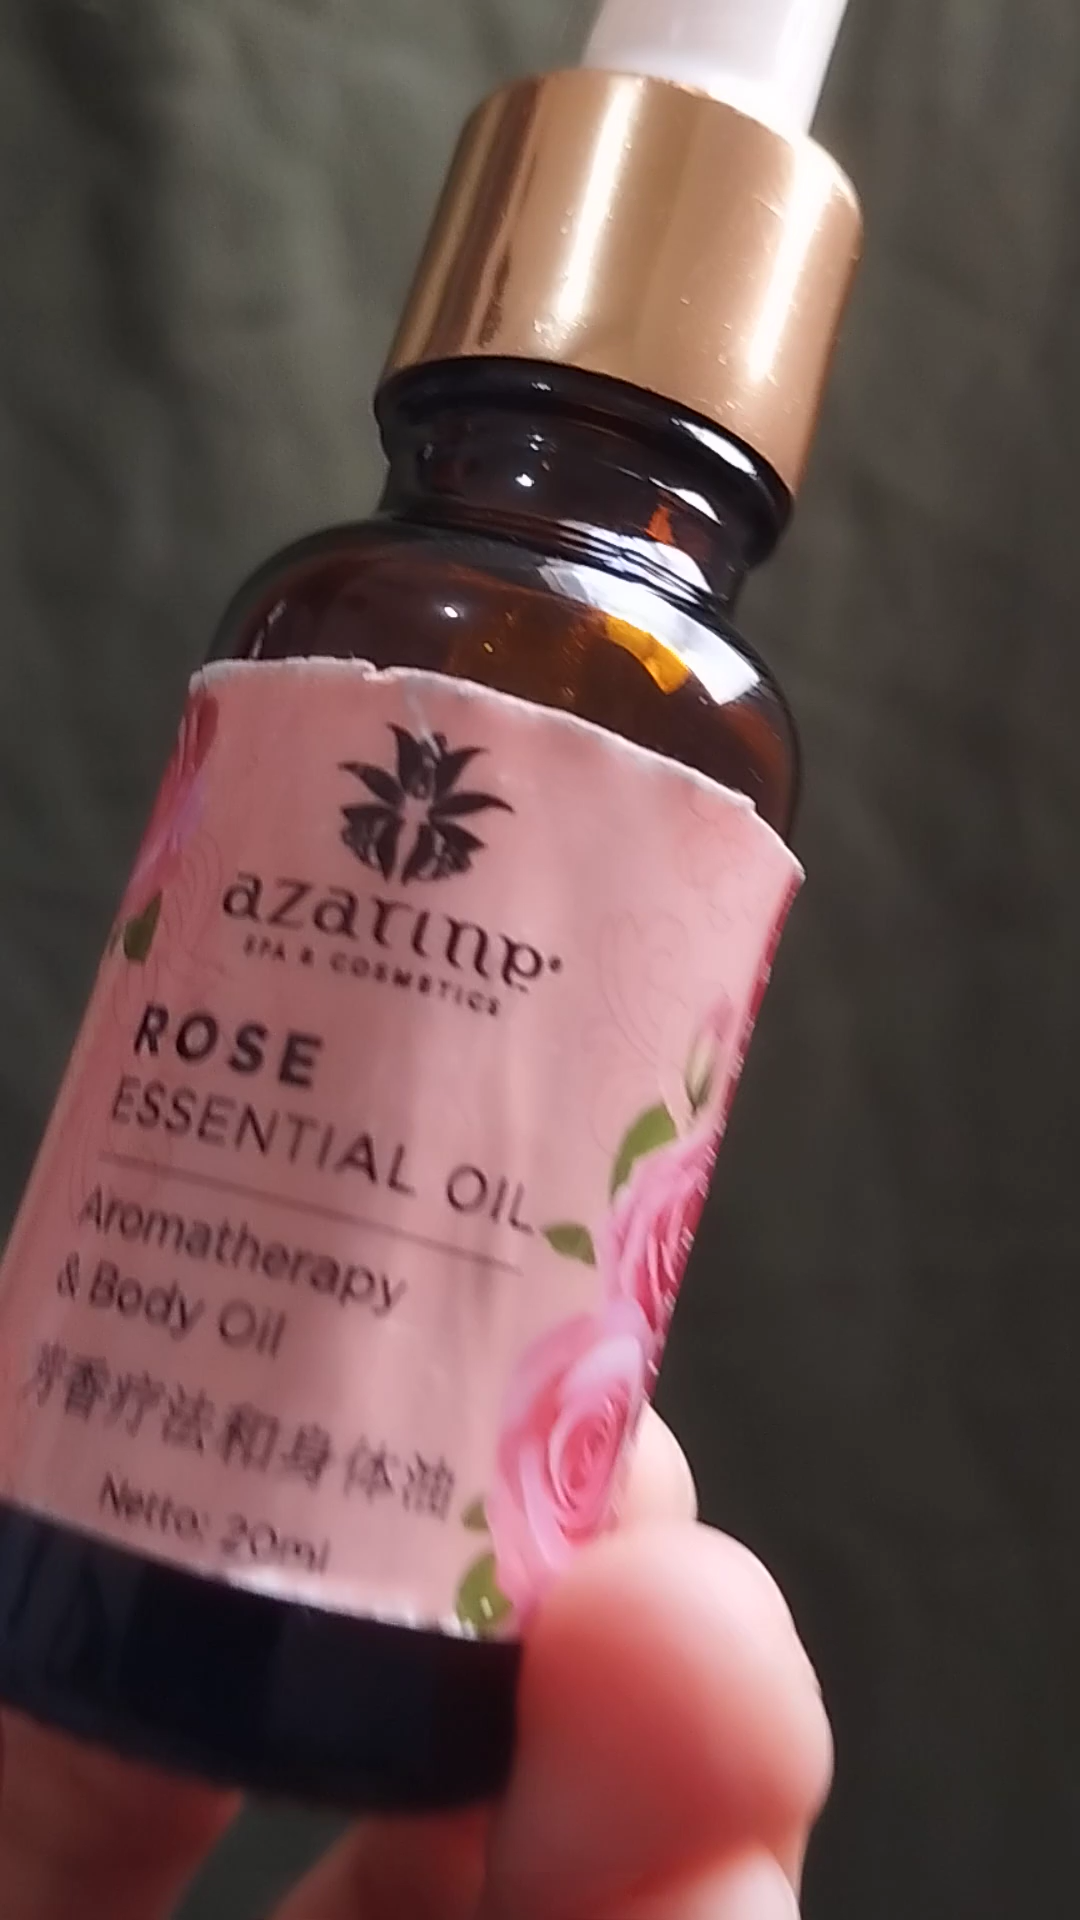 azarine
SPA & COSMETICS
ROSE
ESSENTIAL OIL
Aromatherapy
& Body Oil
芳香疗法和身体油
Netto: 20ml